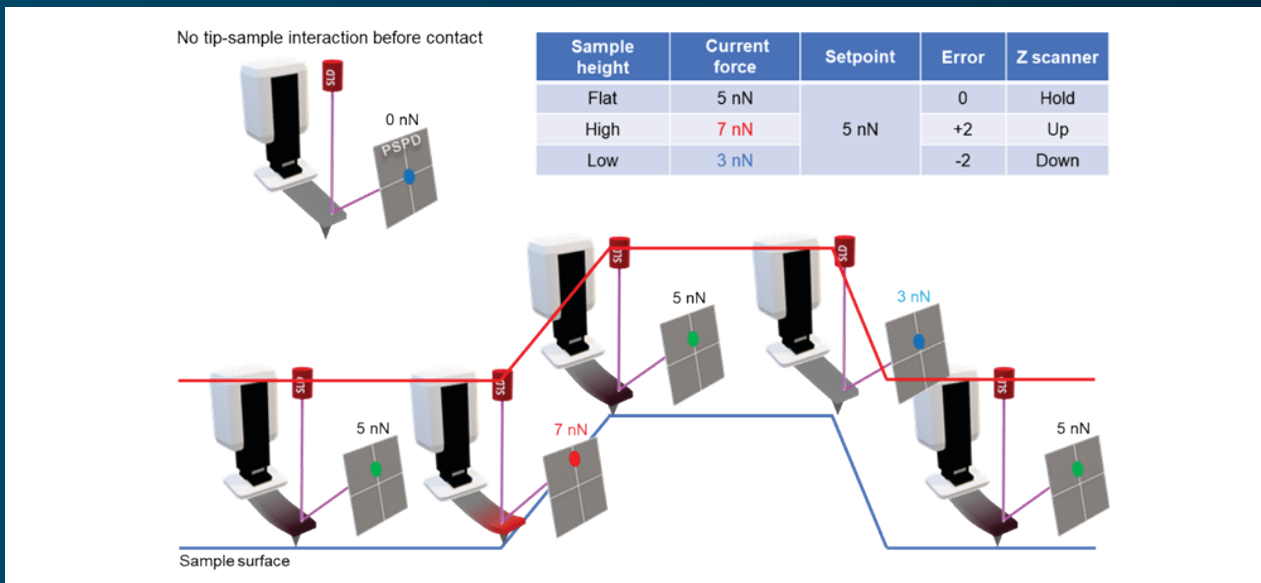 No tip-sample interaction before contact
SLD
0 nN
PSPD
Sample height
Current force
Setpoint
Error
Z scanner
Flat
5 nN
5 nN
0
Hold
High
7 nN
+2
Up
Low
3 nN
-2
Down
SLD
5 nN
SLD
7 nN
SLD
5 nN
SLD
3 nN
SLD
5 nN
Sample surface